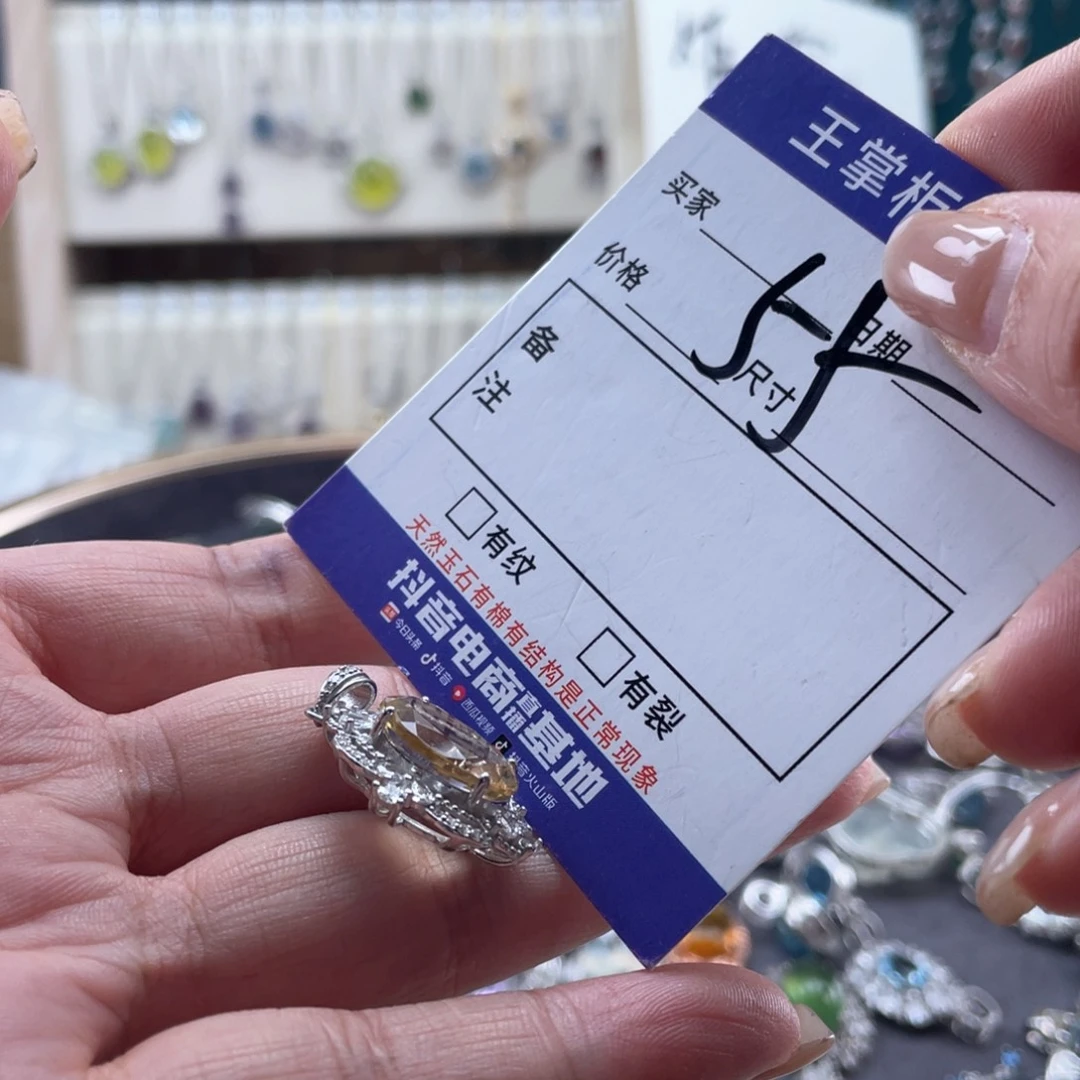 王掌柜
买家
价格
日期
尺寸
备注
有纹
有裂
天然玉石有棉有结构是正常现象
抖音电商直播基地
今日头条 抖音 西瓜视频 抖音火山版